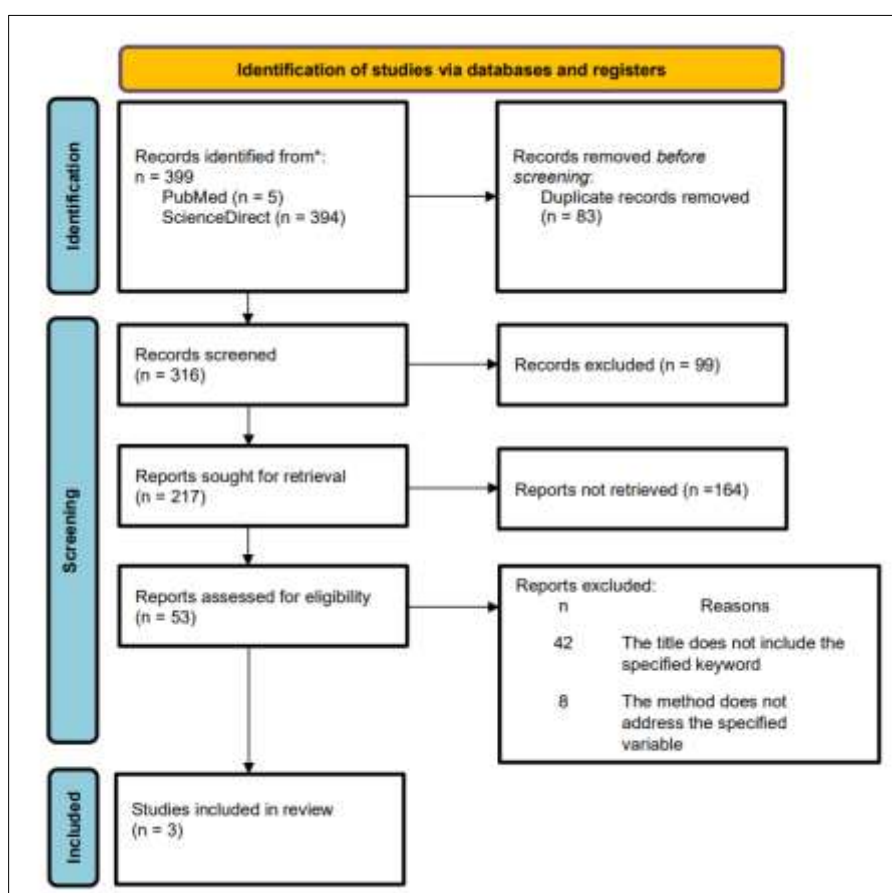 Identification of studies via databases and registers
Identification
Records identified from*:
n = 399
PubMed (n = 5)
ScienceDirect (n = 394)
Records removed before
screening:
Duplicate records removed
(n = 83)
Screening
Records screened
(n = 316)
Records excluded (n = 99)
Reports sought for retrieval
(n = 217)
Reports not retrieved (n =164)
Reports assessed for eligibility
(n = 53)
Reports excluded:
n Reasons
42 The title does not include the
specified keyword
8 The method does not
address the specified
variable
Included
Studies included in review
(n = 3)